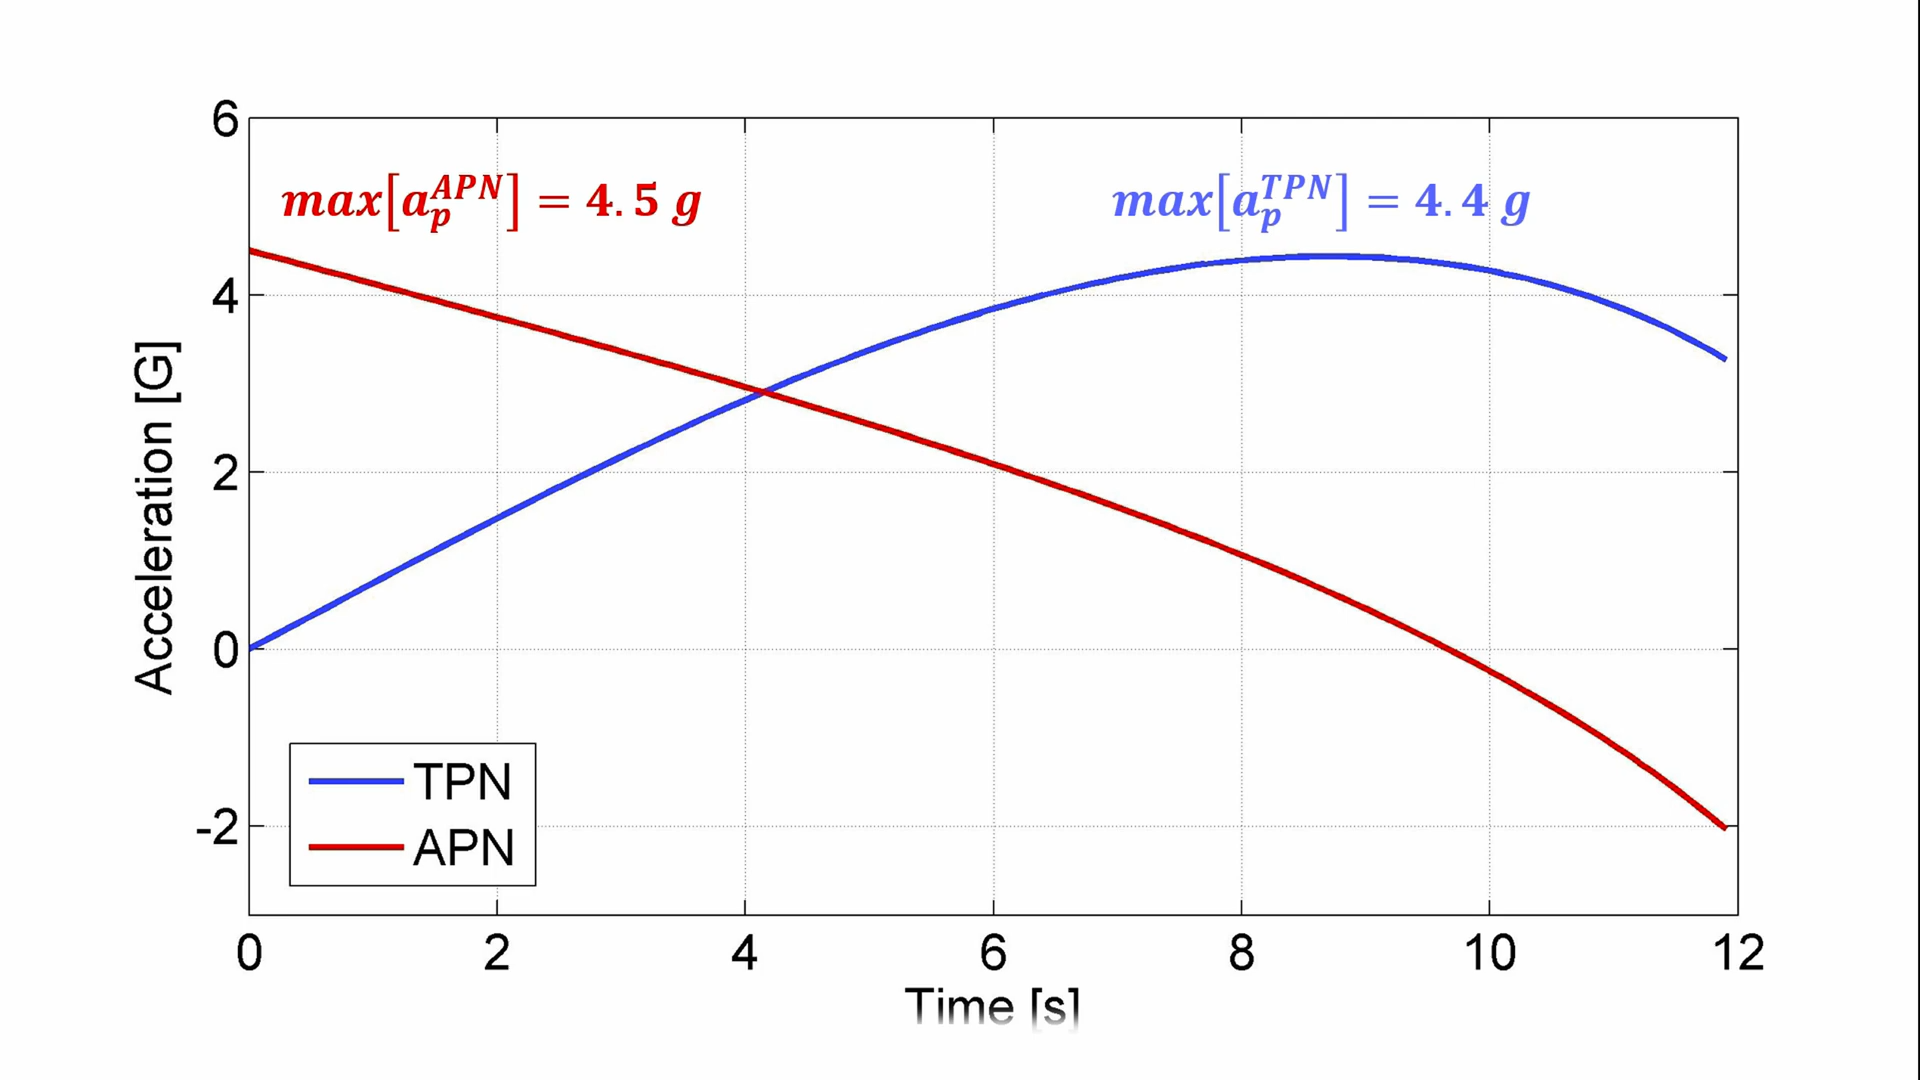 6
max[a_p^{APN}] = 4.5 g
max[a_p^{TPN}] = 4.4 g
4
2
0
-2
Acceleration [G]
TPN
APN
0 2 4 6 8 10 12
Time [s]